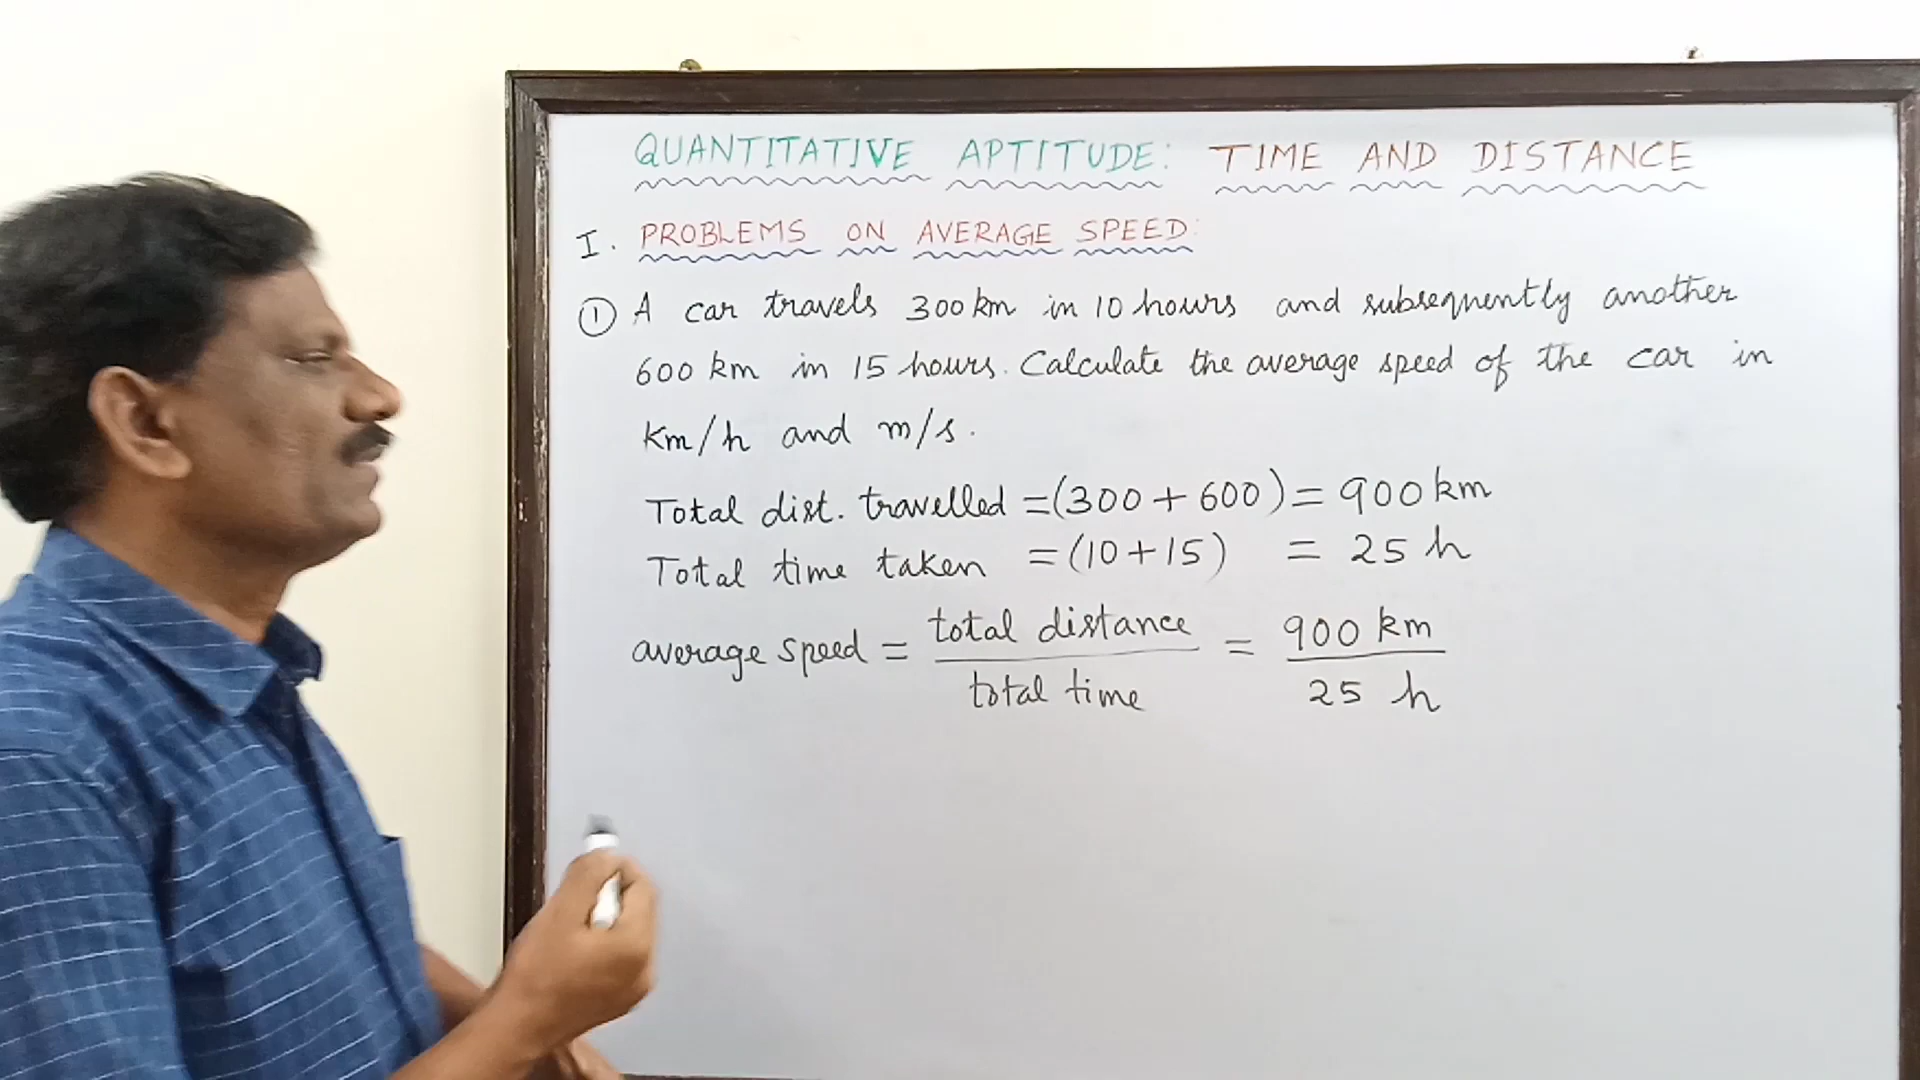 QUANTITATIVE APTITUDE: TIME AND DISTANCE
I. PROBLEMS ON AVERAGE SPEED:
① A car travels 300 km in 10 hours and subsequently another
600 km in 15 hours. Calculate the average speed of the car in
km/h and m/s.
Total dist. travelled = (300 + 600) = 900 km
Total time taken = (10 + 15) = 25 h
average speed = total distance / total time = 900 km / 25 h